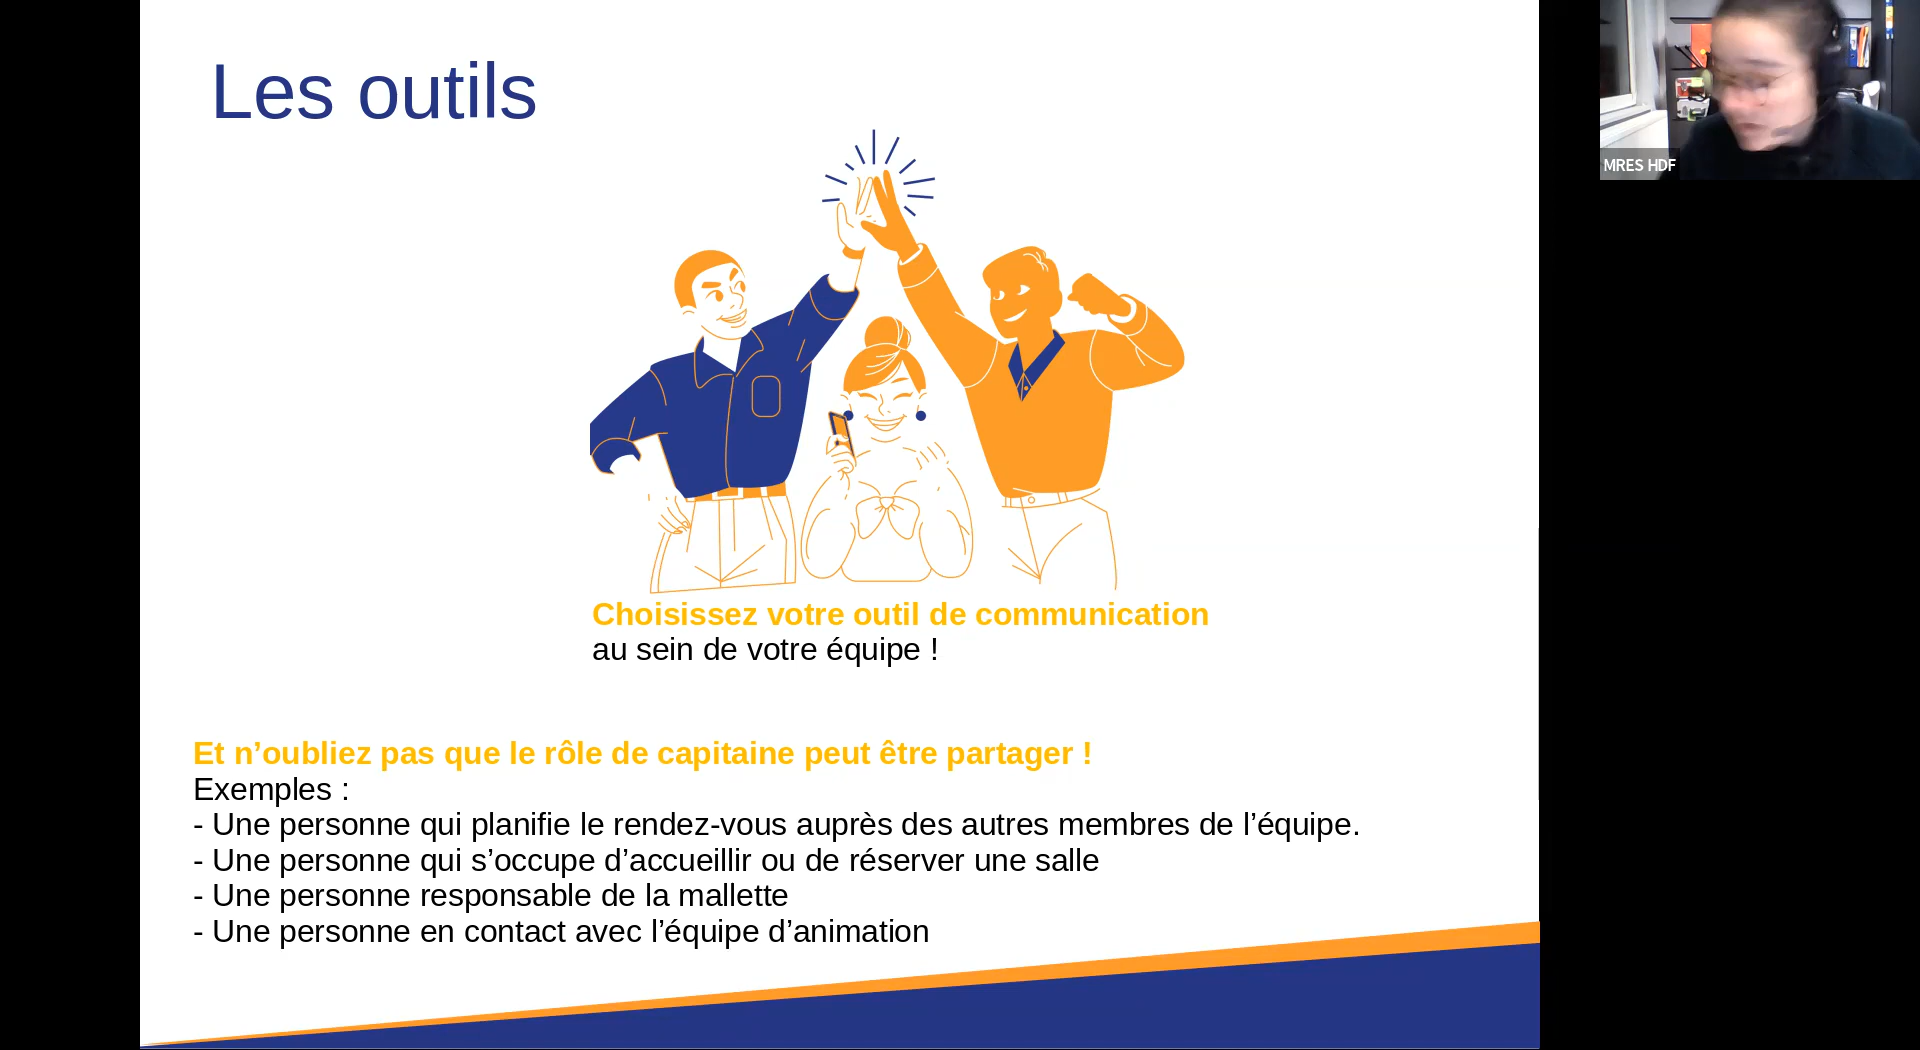 Les outils
MRES HDF
Choisissez votre outil de communication
au sein de votre équipe !
Et n’oubliez pas que le rôle de capitaine peut être partager !
Exemples :
- Une personne qui planifie le rendez-vous auprès des autres membres de l’équipe.
- Une personne qui s’occupe d’accueillir ou de réserver une salle
- Une personne responsable de la mallette
- Une personne en contact avec l’équipe d’animation